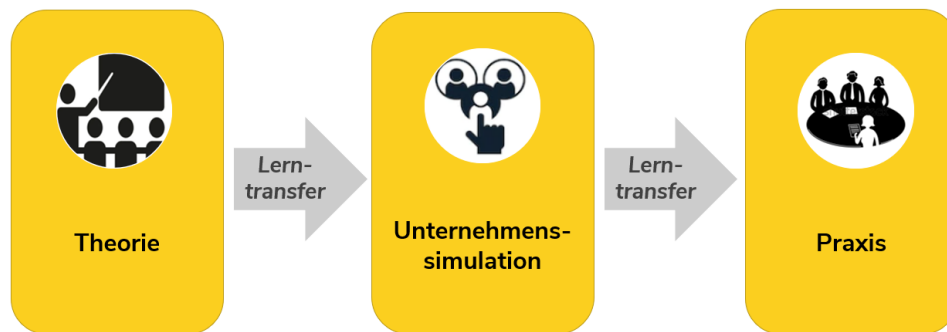 Theorie
Lern-
transfer
Unternehmens-
simulation
Lern-
transfer
Praxis